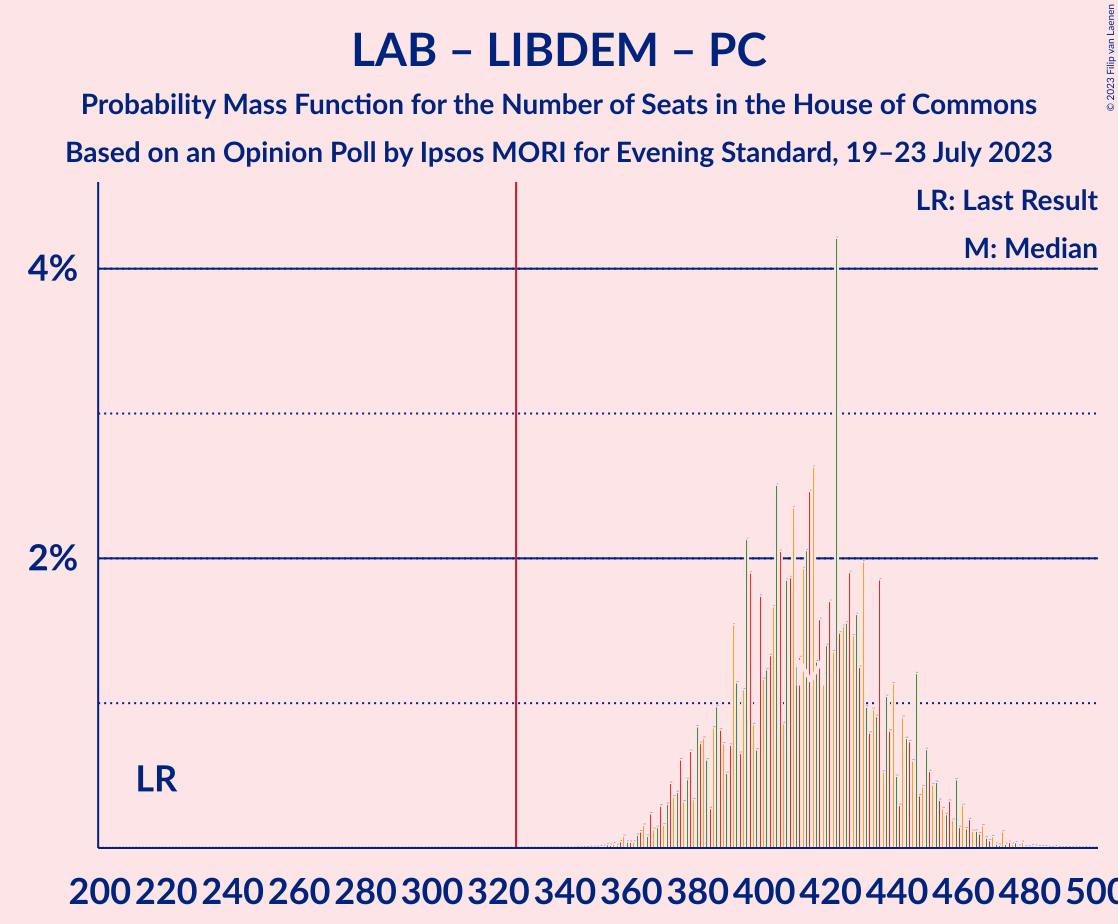 LAB – LIBDEM – PC
Probability Mass Function for the Number of Seats in the House of Commons
Based on an Opinion Poll by Ipsos MORI for Evening Standard, 19–23 July 2023
© 2023 Filip van Laenen
LR: Last Result
M: Median
4%
2%
LR
M
200 220 240 260 280 300 320 340 360 380 400 420 440 460 480 500